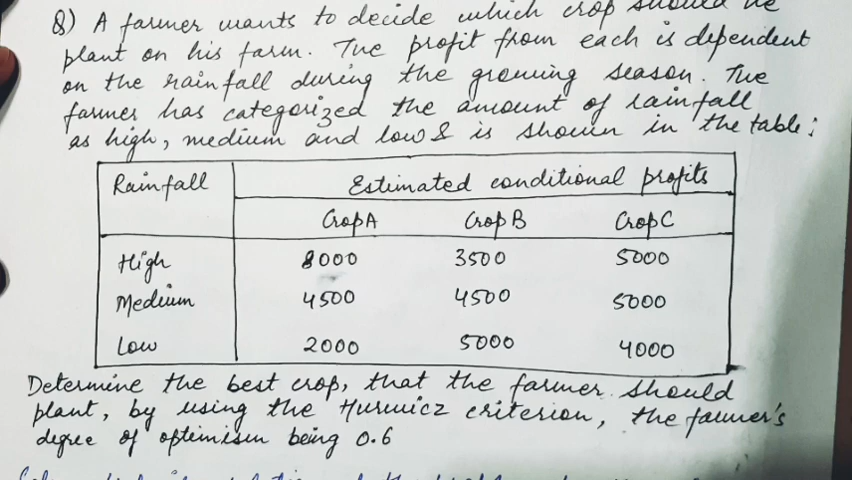 Q) A farmer wants to decide which crop should he
plant on his farm. The profit from each is dependent
on the rainfall during the growing season. The
farmer has categorized the amount of rainfall
as high, medium and low & is shown in the table:
Rainfall Estimated conditional profits
Crop A Crop B Crop C
High 8000 3500 5000
Medium 4500 4500 5000
Low 2000 5000 4000
Determine the best crop, that the farmer should
plant, by using the Hurwicz criterion, the farmer's
degree of optimism being 0.6